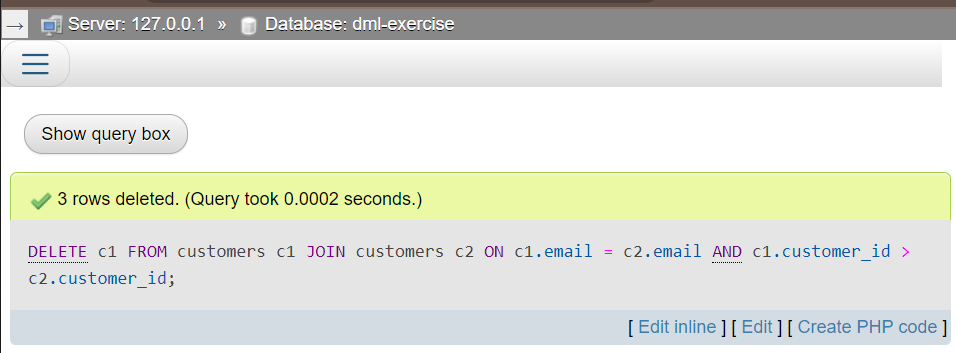 → Server: 127.0.0.1 » Database: dml-exercise
Show query box
3 rows deleted. (Query took 0.0002 seconds.)
DELETE c1 FROM customers c1 JOIN customers c2 ON c1.email = c2.email AND c1.customer_id >
c2.customer_id;
[ Edit inline ] [ Edit ] [ Create PHP code ]